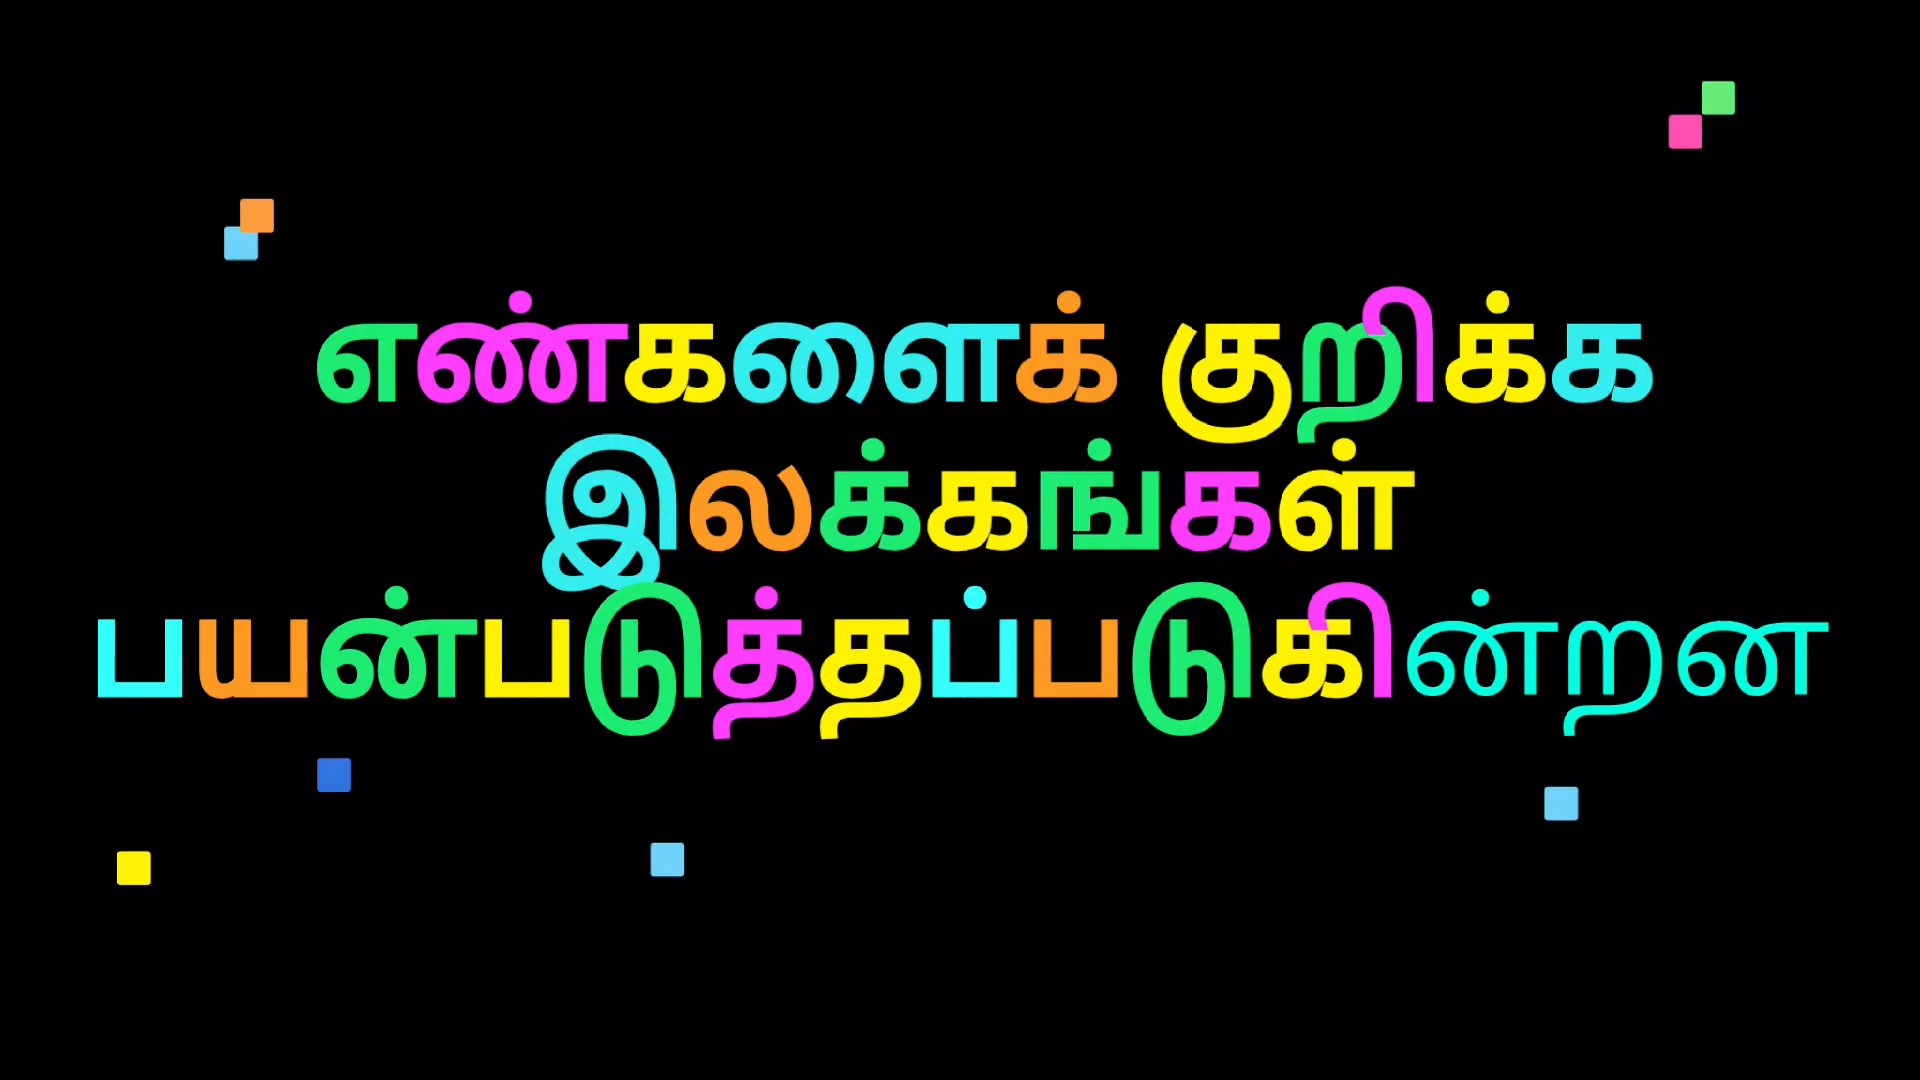 எண்களைக் குறிக்க
இலக்கங்கள்
பயன்படுத்தப்படுகின்றன